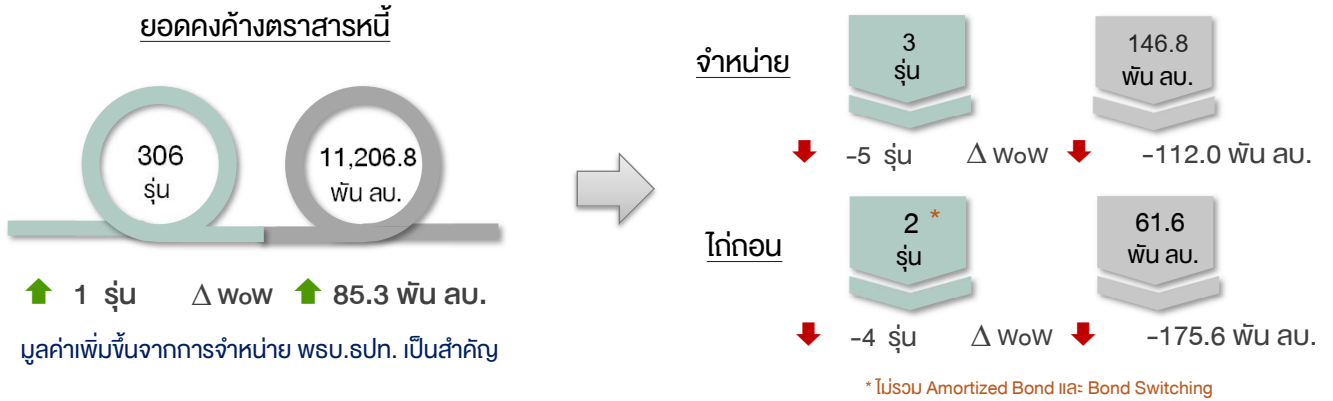 ยอดคงค้างตราสารหนี้
306
รุ่น
11,206.8
พัน ลบ.
1 รุ่น Δ WoW 85.3 พัน ลบ.
มูลค่าเพิ่มขึ้นจากการจำหน่าย พธบ.ธปท. เป็นสำคัญ
จำหน่าย
3
รุ่น
146.8
พัน ลบ.
-5 รุ่น Δ WoW -112.0 พัน ลบ.
ไถ่ถอน
2 *
รุ่น
61.6
พัน ลบ.
-4 รุ่น Δ WoW -175.6 พัน ลบ.
* ไม่รวม Amortized Bond และ Bond Switching